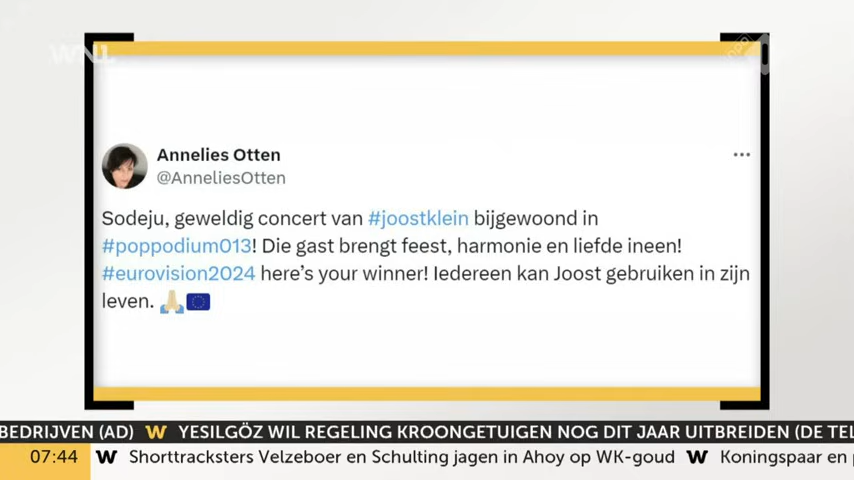 WNL
NPO 1
Annelies Otten
@AnneliesOtten
Sodeju, geweldig concert van #joostklein bijgewoond in
#poppodium013! Die gast brengt feest, harmonie en liefde ineen!
#eurovision2024 here's your winner! Iedereen kan Joost gebruiken in zijn
leven. 🙏🏼🇪🇺
BEDRIJVEN (AD) W YESILGÖZ WIL REGELING KROONGETUIGEN NOG DIT JAAR UITBREIDEN (DE TEL
07:44 W Shorttracksters Velzeboer en Schulting jagen in Ahoy op WK-goud W Koningspaar en